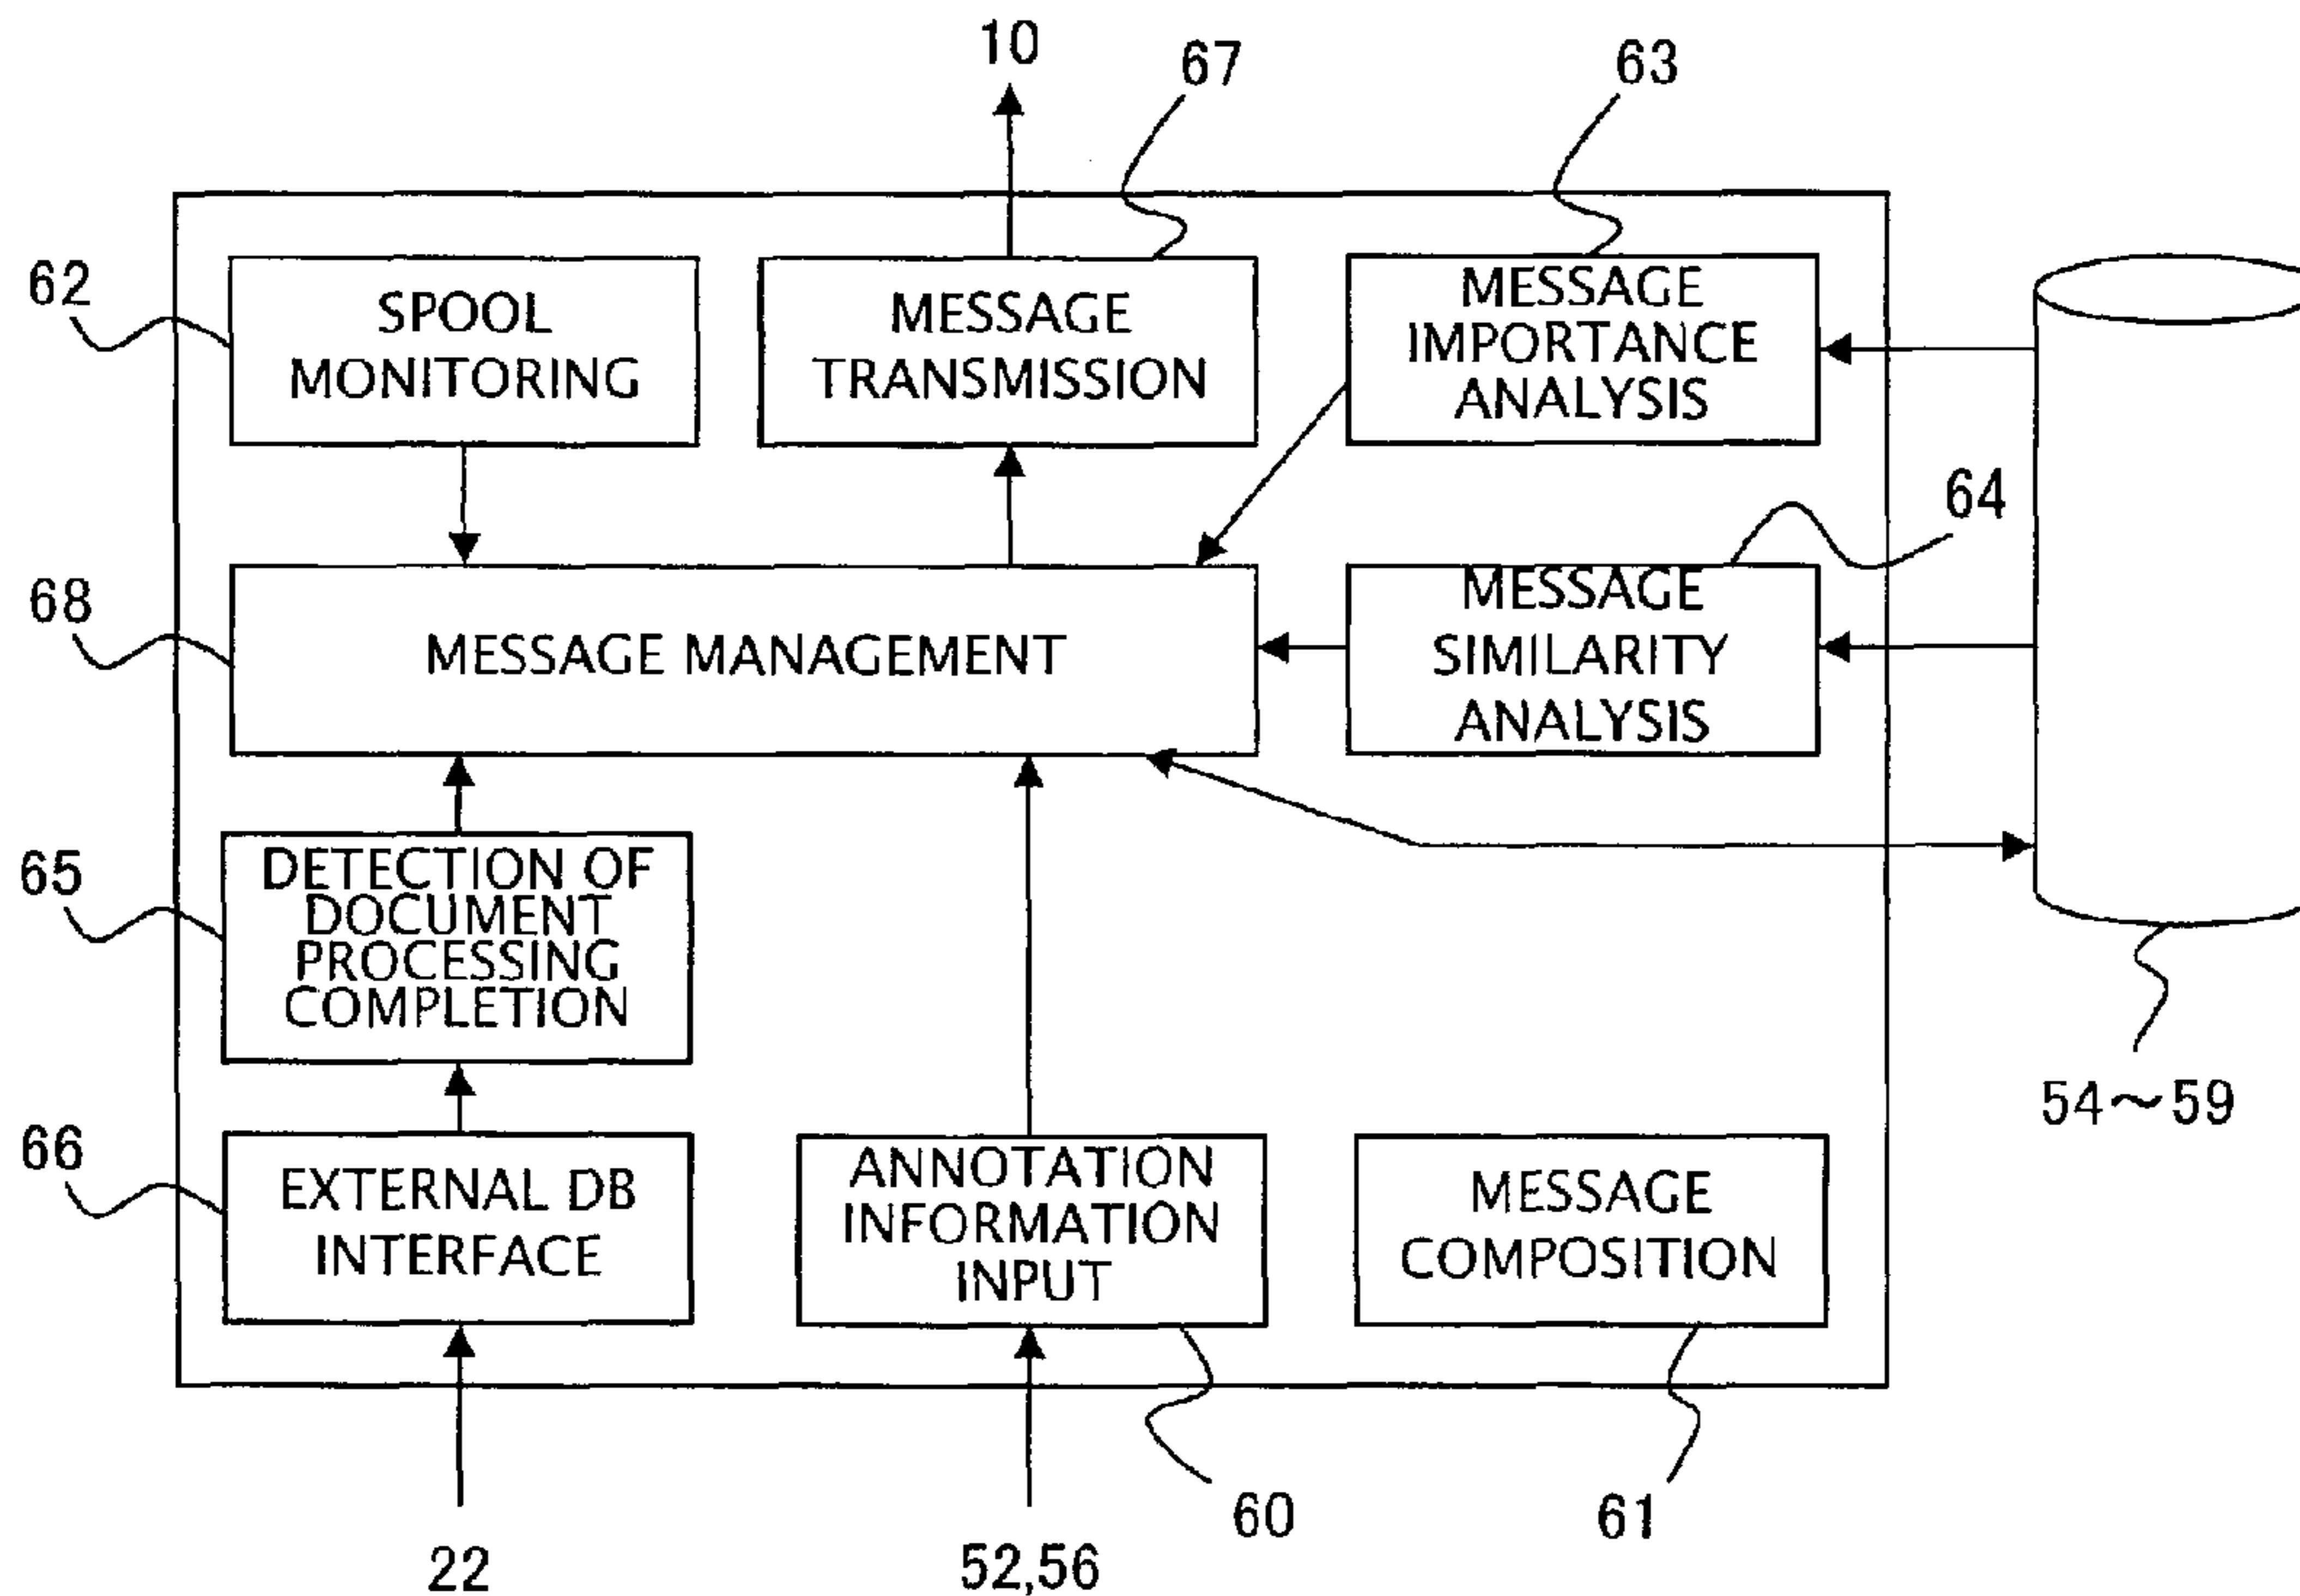 10
67
63
62
SPOOL
MONITORING
MESSAGE
TRANSMISSION
MESSAGE
IMPORTANCE
ANALYSIS
64
68
MESSAGE MANAGEMENT
MESSAGE
SIMILARITY
ANALYSIS
65
DETECTION OF
DOCUMENT
PROCESSING
COMPLETION
54~59
66
EXTERNAL DB
INTERFACE
ANNOTATION
INFORMATION
INPUT
MESSAGE
COMPOSITION
60
61
22
52,56